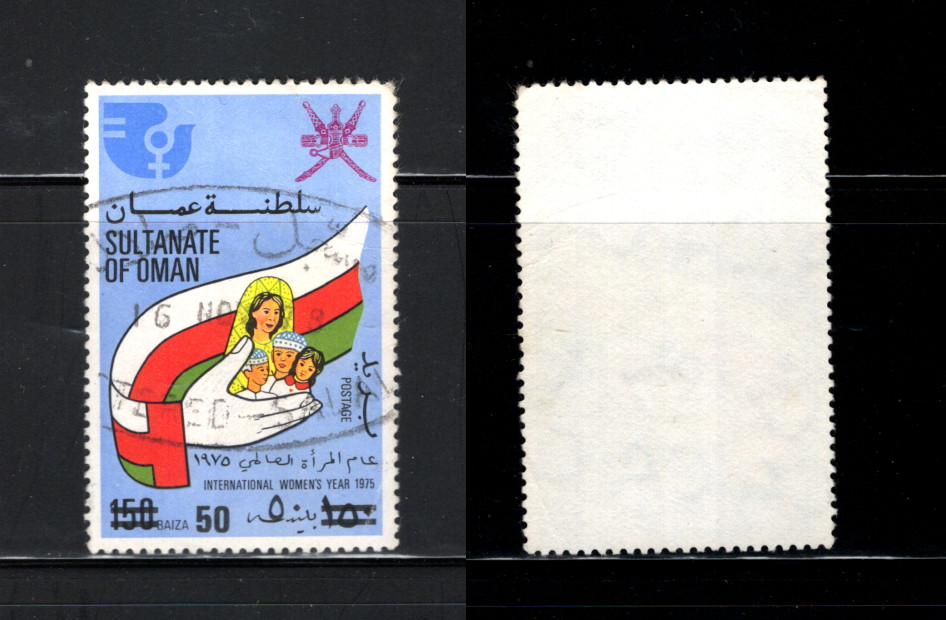 سلطنة عمان
SULTANATE
OF OMAN
16 NO
بريد
POSTAGE
عام المرأة العالمي ١٩٧٥
INTERNATIONAL WOMEN'S YEAR 1975
150 BAIZA 50 ٥٠ بيسة ١٥٠